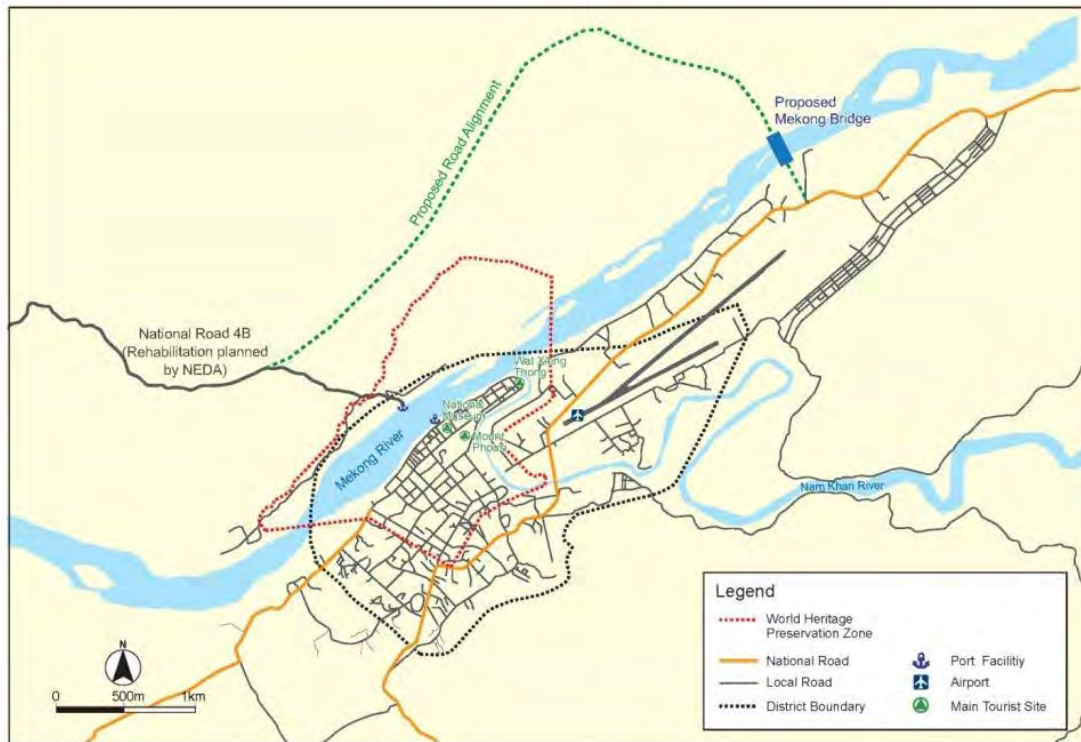 Proposed
Mekong Bridge
Proposed Road Alignment
National Road 4B
(Rehabilitation planned
by NEDA)
Wat Xieng
Thong
National
Museum
Mount
Phousi
Mekong River
Nam Khan River
N
0 500m 1km
Legend
World Heritage
Preservation Zone
National Road
Local Road
District Boundary
Port Facilitiy
Airport
Main Tourist Site